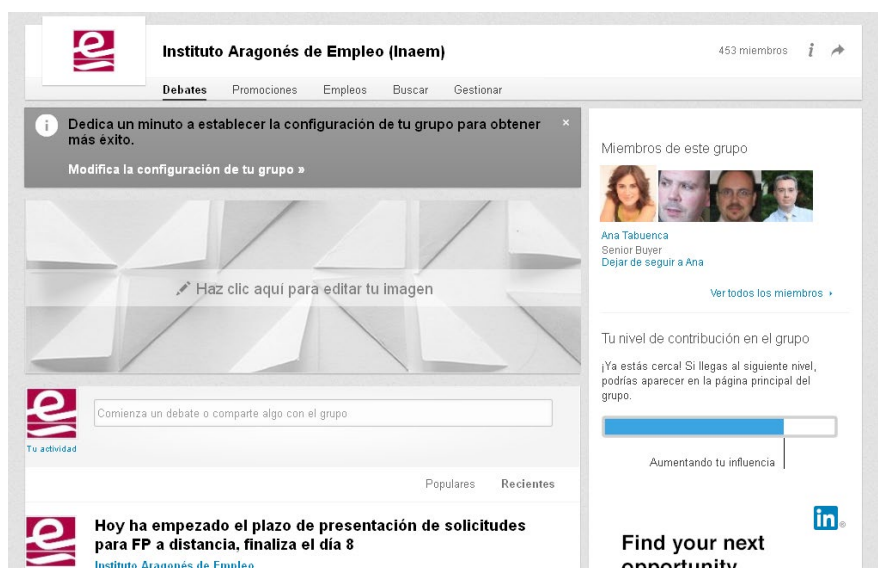 Instituto Aragonés de Empleo (Inaem)
453 miembros
Debates Promociones Empleos Buscar Gestionar
Dedica un minuto a establecer la configuración de tu grupo para obtener
más éxito.
Modifica la configuración de tu grupo »
Haz clic aquí para editar tu imagen
Comienza un debate o comparte algo con el grupo
Tu actividad
Populares Recientes
Hoy ha empezado el plazo de presentación de solicitudes
para FP a distancia, finaliza el día 8
Instituto Aragonés de Empleo
Miembros de este grupo
Ana Tabuenca
Senior Buyer
Dejar de seguir a Ana
Ver todos los miembros
Tu nivel de contribución en el grupo
¡Ya estás cerca! Si llegas al siguiente nivel,
podrías aparecer en la página principal del
grupo.
Aumentando tu influencia
in
Find your next
opportunity